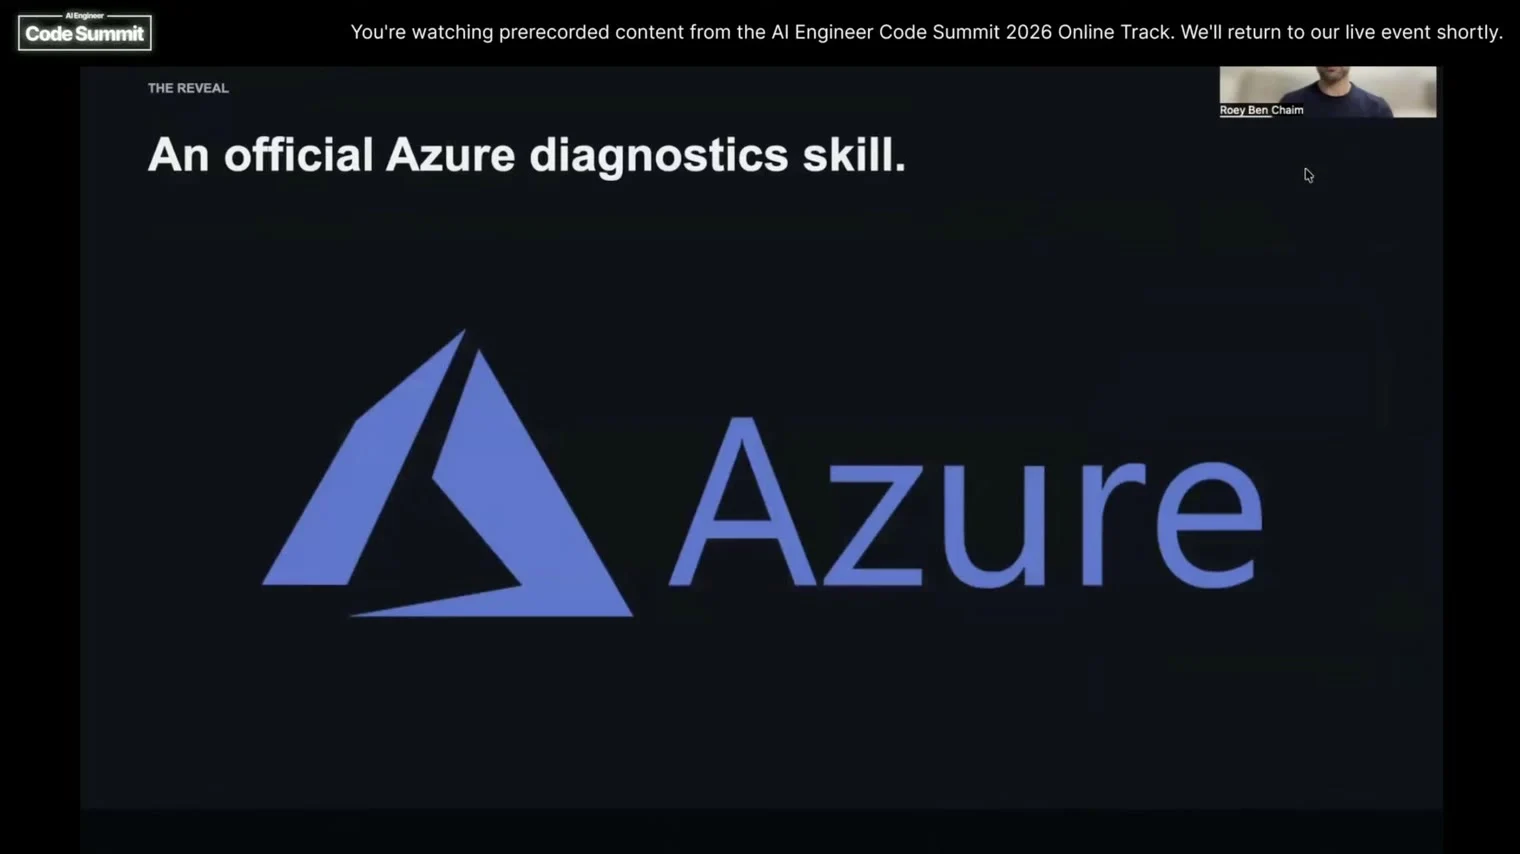 AI Engineer
Code Summit
You're watching prerecorded content from the AI Engineer Code Summit 2026 Online Track. We'll return to our live event shortly.
THE REVEAL
Roey Ben Chaim
An official Azure diagnostics skill.
Azure